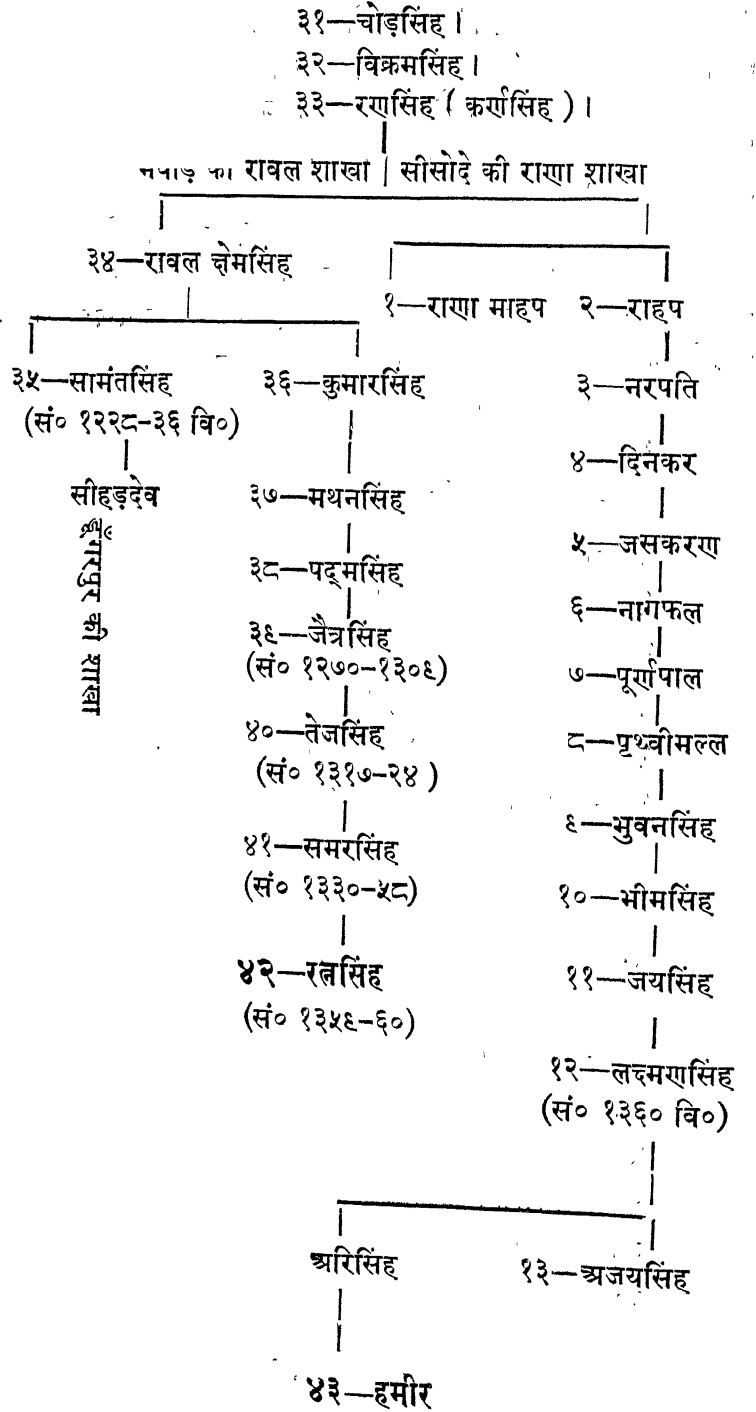 ३१—चोड़सिंह ।
३२—विक्रमसिंह ।
३३—रणसिंह ( कर्णसिंह ) ।
मेवाड़ की रावल शाखा | सीसोदे की राणा शाखा
३४—रावल क्षेमसिंह
१—राणा माहप २—राहप
३५—सामंतसिंह ३६—कुमारसिंह ३—नरपति
(सं० १२२८-३६ वि०)
४—दिनकर
सीहड़देव ३७—मथनसिंह
डूँगरपुर की शाखा
५—जसकरण
३८—पद्मसिंह
६—नागफल
३९—जैत्रसिंह
(सं० १२७०-१३०९) ७—पूर्णपाल
४०—तेजसिंह ८—पृथ्वीमल्ल
(सं० १३१७-२४ )
९—भुवनसिंह
४१—समरसिंह
(सं० १३३०-५८) १०—भीमसिंह
४२—रत्नसिंह ११—जयसिंह
(सं० १३५९-६०)
१२—लक्ष्मणसिंह
(सं० १३६० वि०)
अरिसिंह १३—अजयसिंह
४३—हमीर